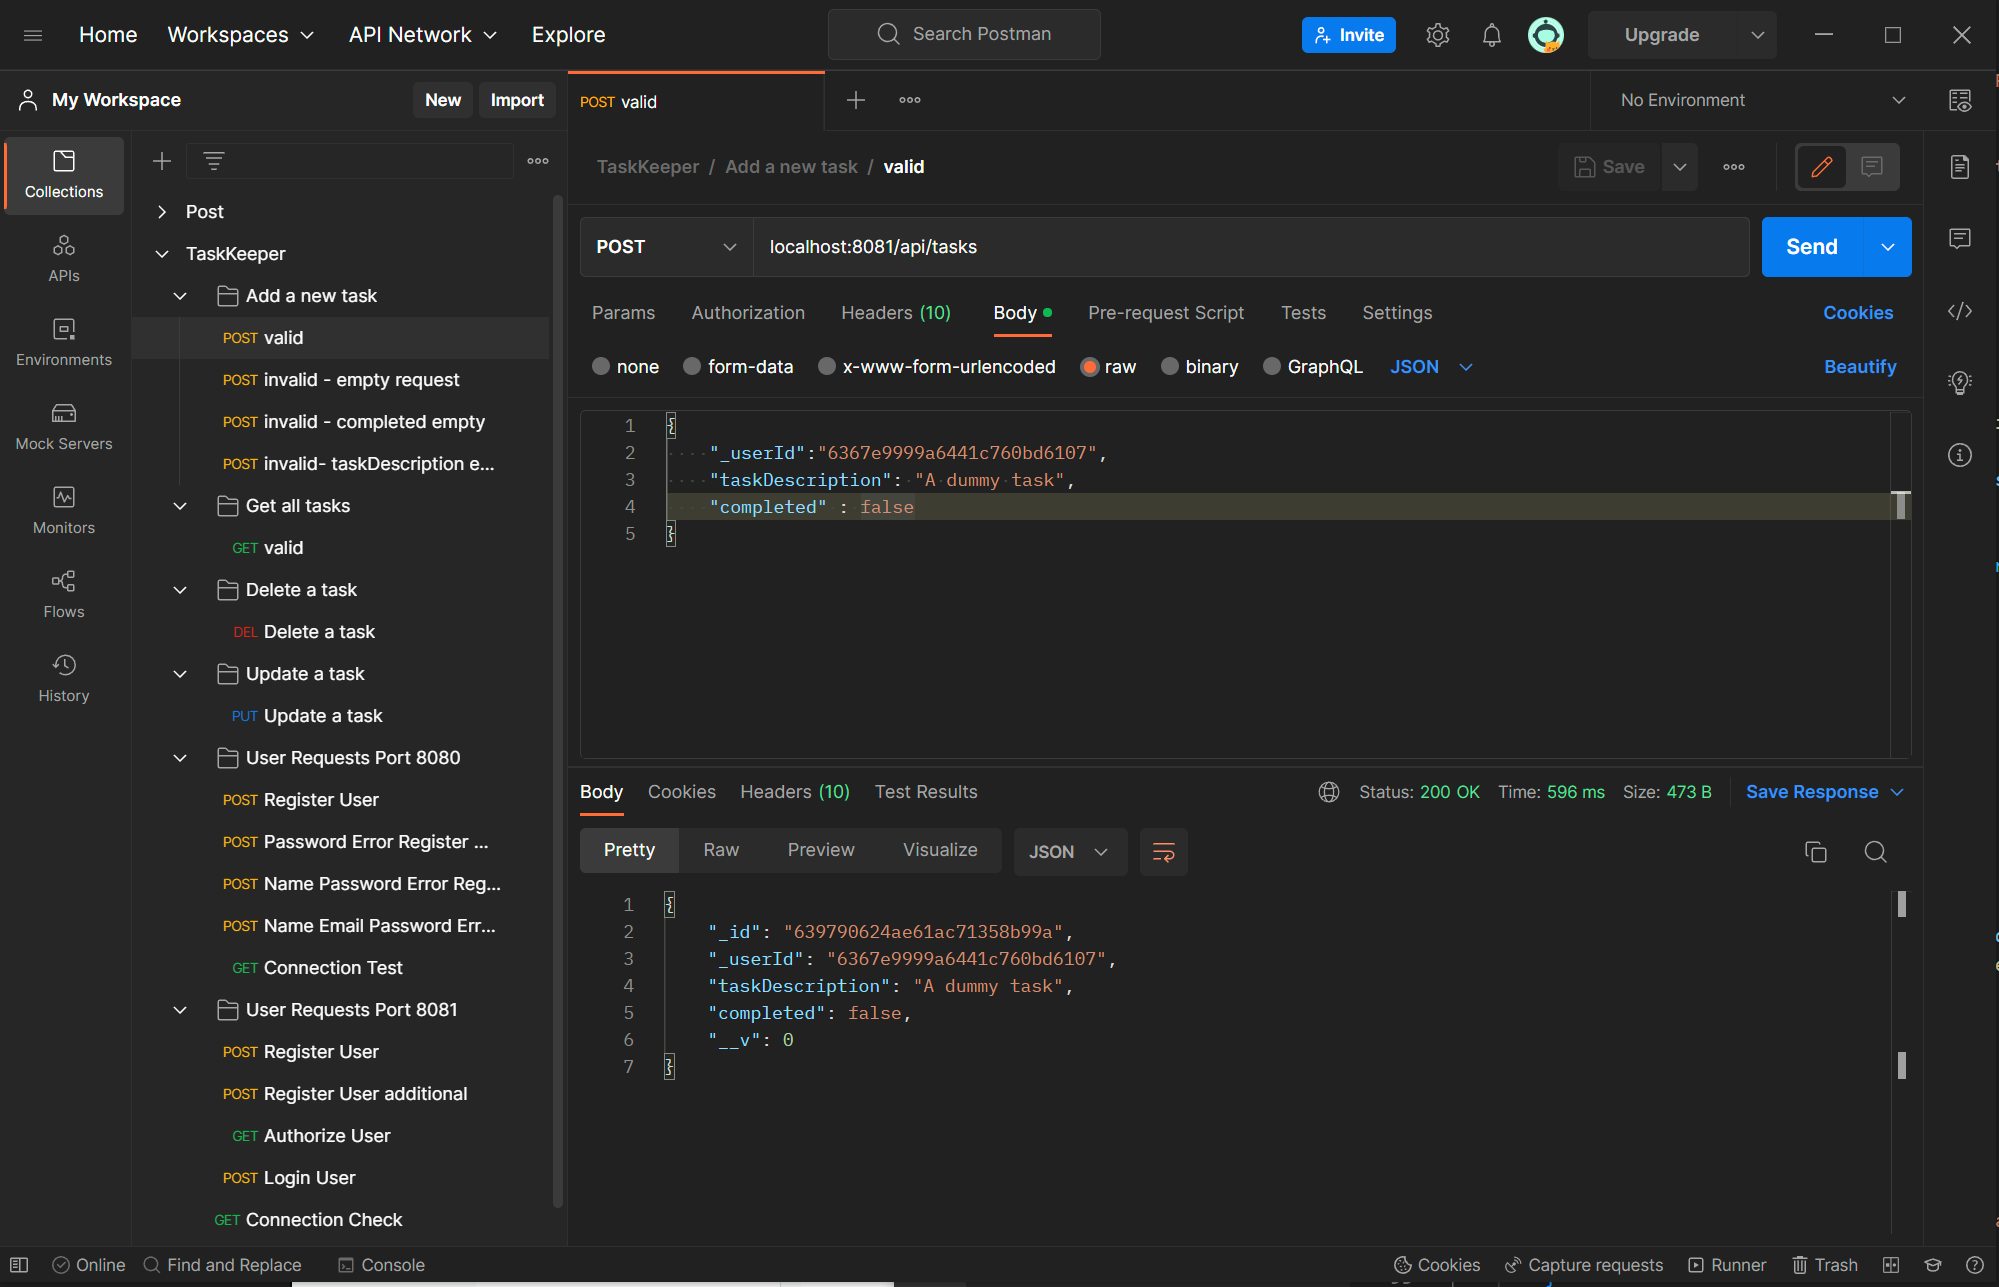 Home Workspaces API Network Explore Search Postman Invite Upgrade
My Workspace New Import POST valid No Environment
Collections
APIs
Environments
Mock Servers
Monitors
Flows
History
Post
TaskKeeper
Add a new task
POST valid
POST invalid - empty request
POST invalid - completed empty
POST invalid- taskDescription e...
Get all tasks
GET valid
Delete a task
DEL Delete a task
Update a task
PUT Update a task
User Requests Port 8080
POST Register User
POST Password Error Register ...
POST Name Password Error Reg...
POST Name Email Password Err...
GET Connection Test
User Requests Port 8081
POST Register User
POST Register User additional
GET Authorize User
POST Login User
GET Connection Check
TaskKeeper / Add a new task / valid Save
POST localhost:8081/api/tasks Send
Params Authorization Headers (10) Body Pre-request Script Tests Settings Cookies
none form-data x-www-form-urlencoded raw binary GraphQL JSON Beautify
1 {
2 "_userId":"6367e9999a6441c760bd6107",
3 "taskDescription": "A dummy task",
4 "completed" : false
5 }
Body Cookies Headers (10) Test Results Status: 200 OK Time: 596 ms Size: 473 B Save Response
Pretty Raw Preview Visualize JSON
1 {
2 "_id": "639790624ae61ac71358b99a",
3 "_userId": "6367e9999a6441c760bd6107",
4 "taskDescription": "A dummy task",
5 "completed": false,
6 "__v": 0
7 }
Online Find and Replace Console Cookies Capture requests Runner Trash